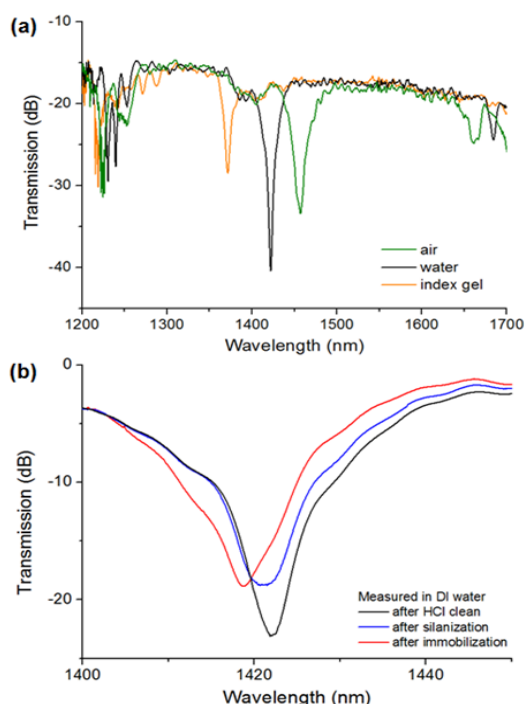 (a)
-10
-20
-30
-40
Transmission (dB)
air
water
index gel
1200 1300 1400 1500 1600 1700
Wavelength (nm)
(b)
0
-10
-20
Transmission (dB)
Measured in DI water
after HCl clean
after silanization
after immobilization
1400 1420 1440
Wavelength (nm)